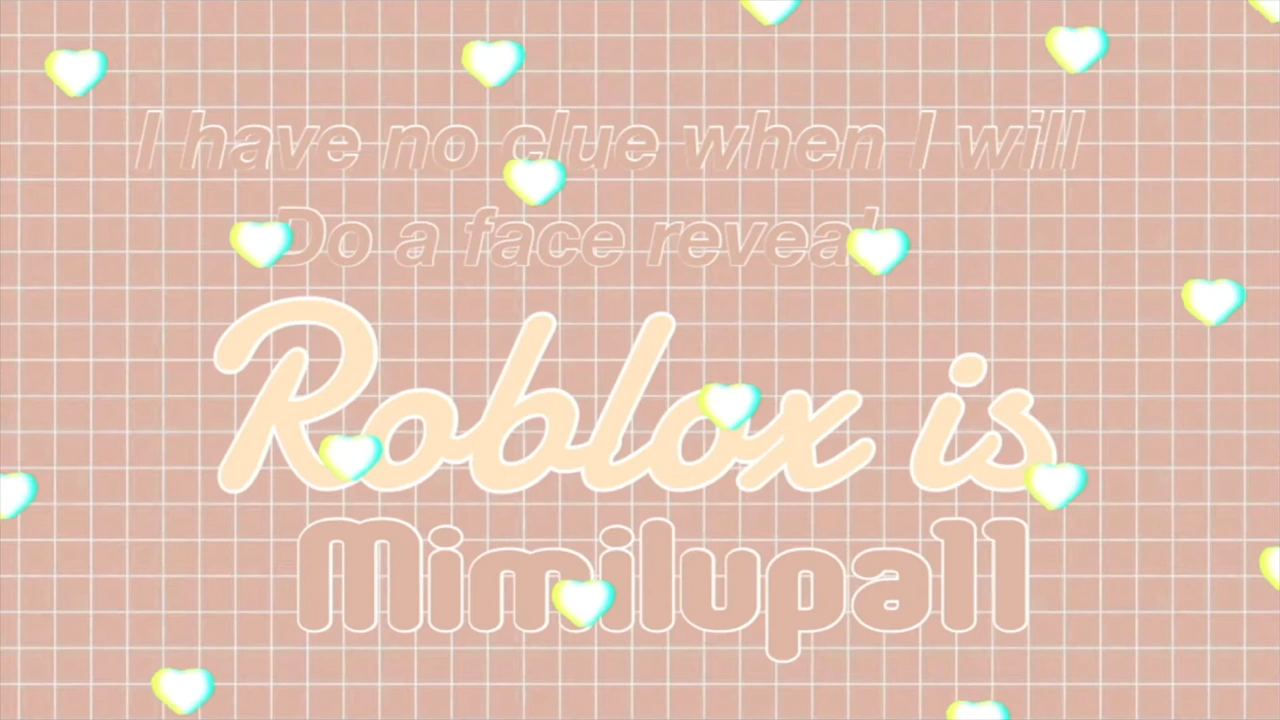 I have no clue when I will
Do a face reveal
Roblox is
Mimilupa11